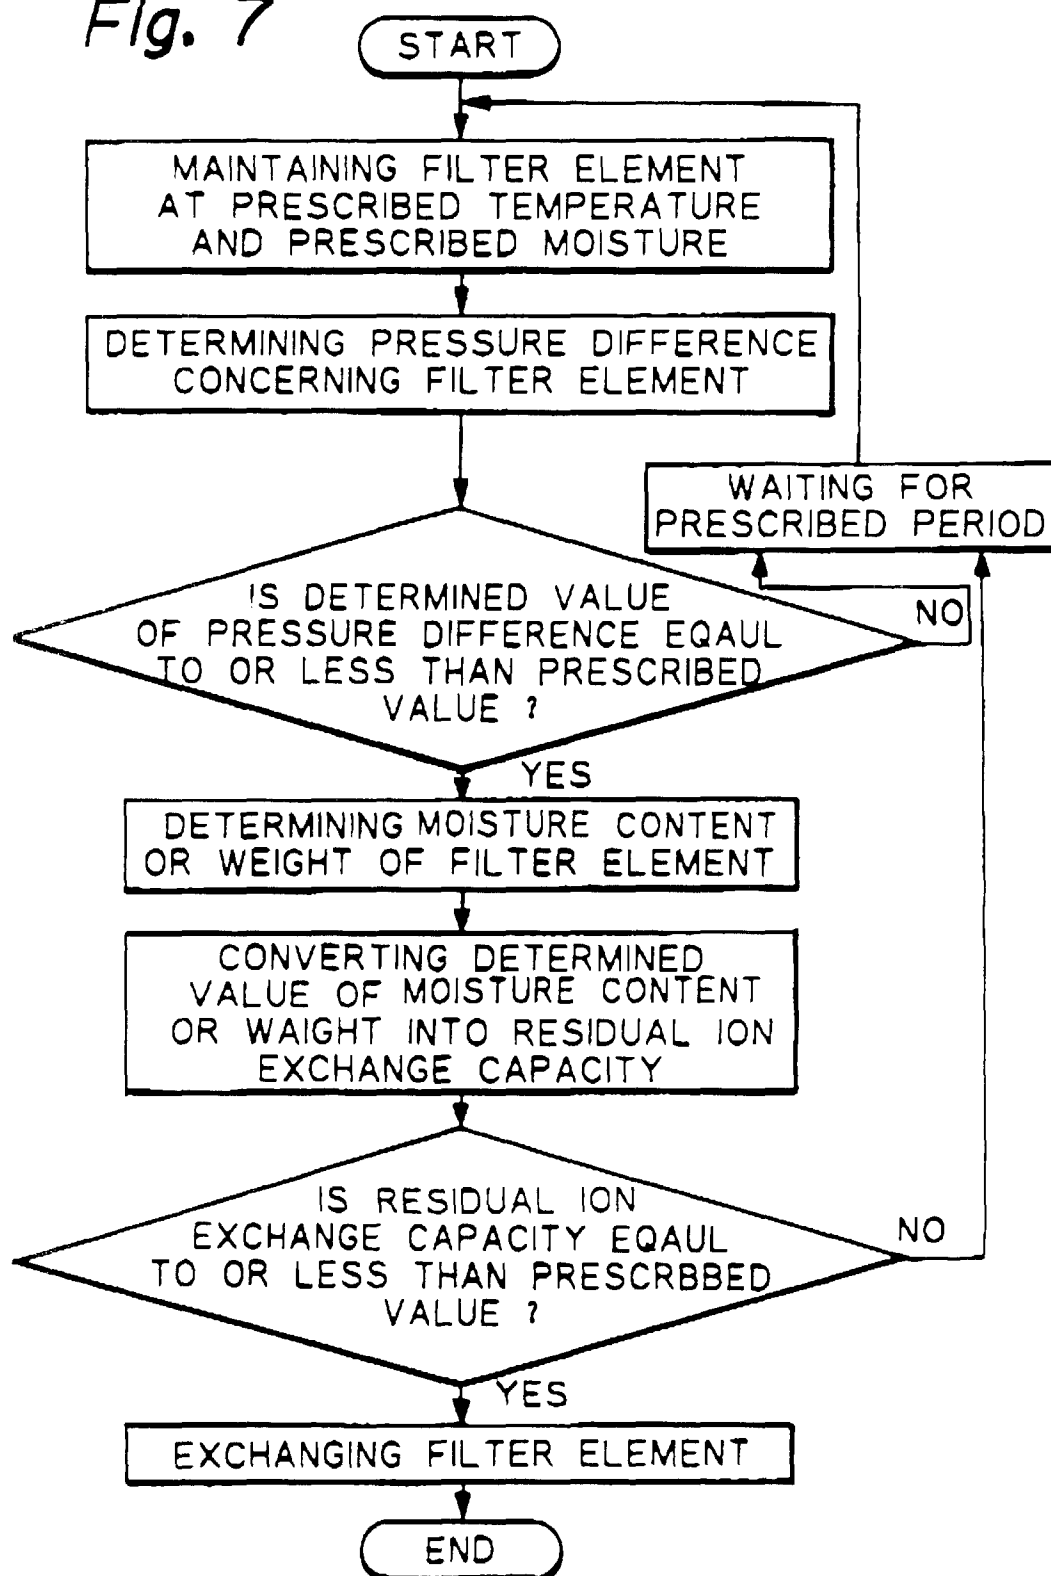 Fig. 7
START
MAINTAINING FILTER ELEMENT
AT PRESCRIBED TEMPERATURE
AND PRESCRIBED MOISTURE
DETERMINING PRESSURE DIFFERENCE
CONCERNING FILTER ELEMENT
WAITING FOR
PRESCRIBED PERIOD
IS DETERMINED VALUE
OF PRESSURE DIFFERENCE EQAUL
TO OR LESS THAN PRESCRIBED
VALUE ?
NO
YES
DETERMINING MOISTURE CONTENT
OR WEIGHT OF FILTER ELEMENT
CONVERTING DETERMINED
VALUE OF MOISTURE CONTENT
OR WAIGHT INTO RESIDUAL ION
EXCHANGE CAPACITY
IS RESIDUAL ION
EXCHANGE CAPACITY EQAUL
TO OR LESS THAN PRESCRBBED
VALUE ?
NO
YES
EXCHANGING FILTER ELEMENT
END